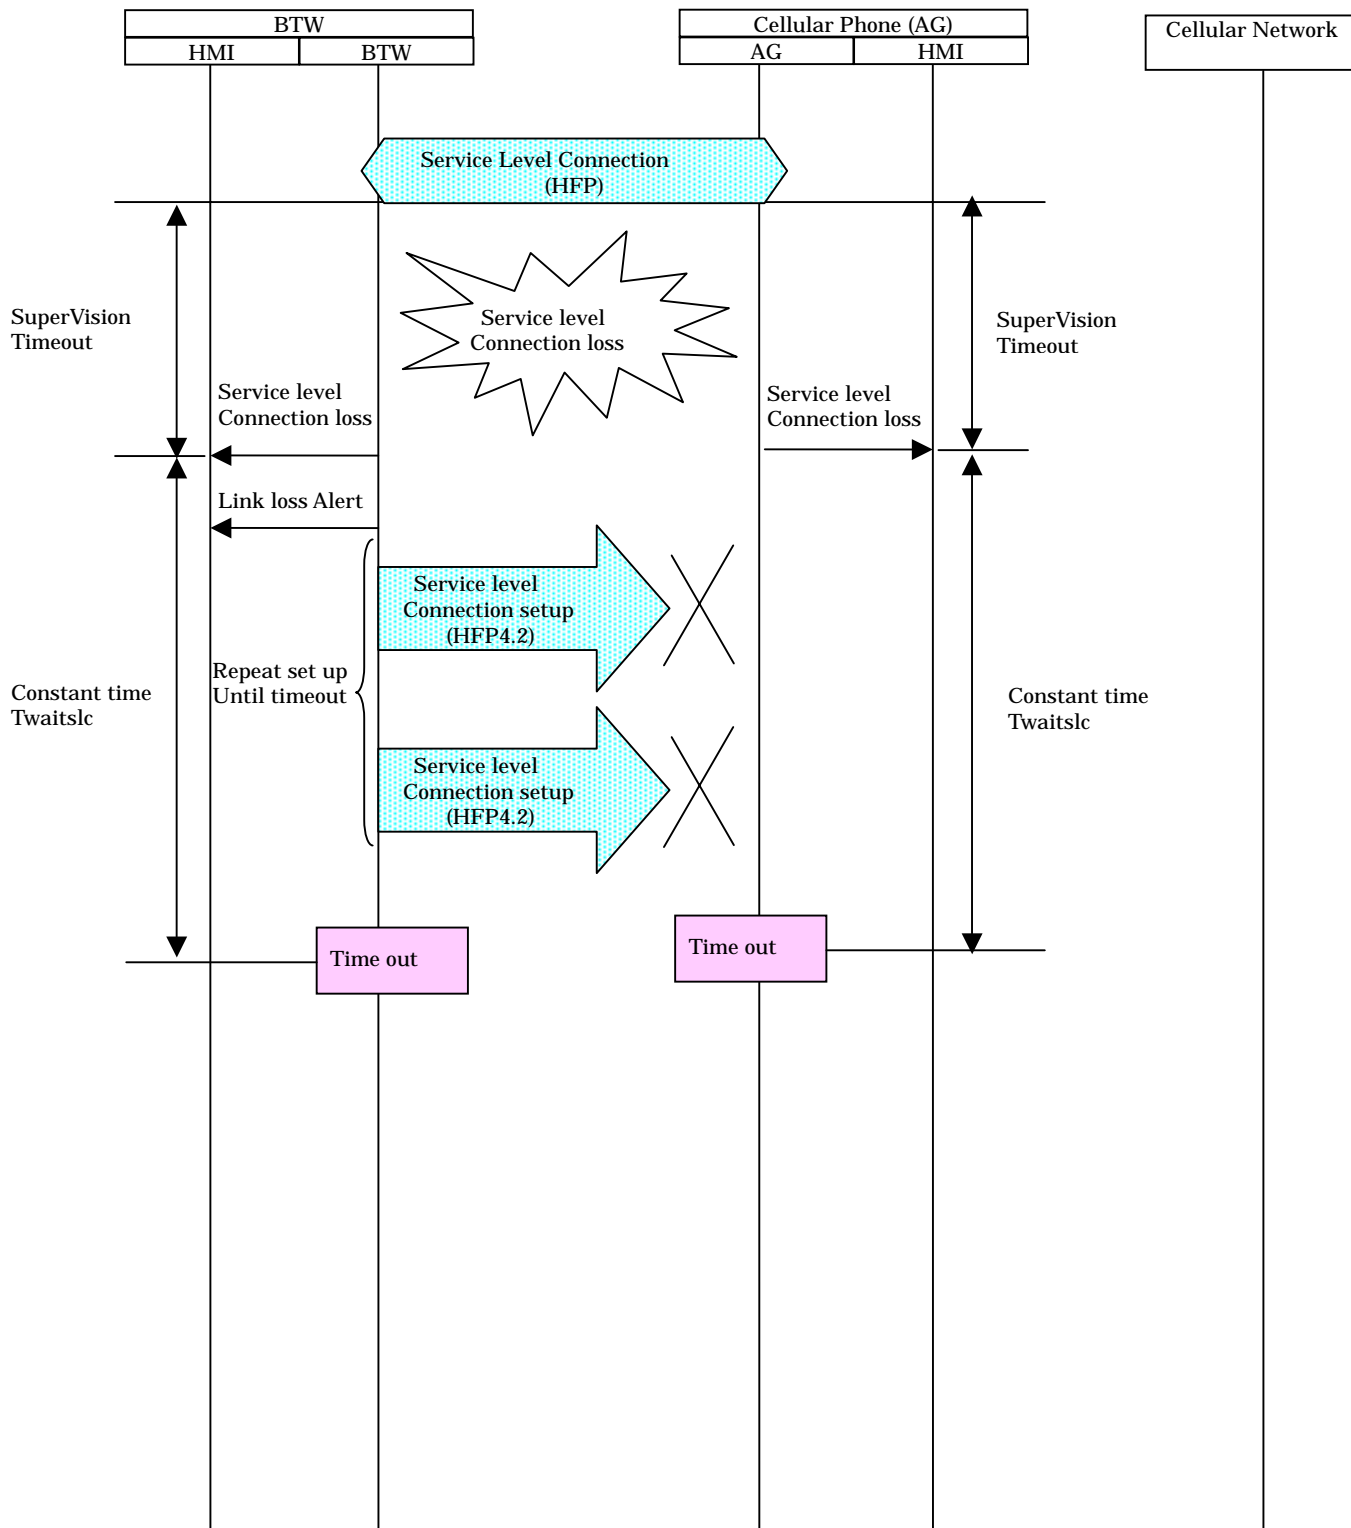 BTW
HMI
BTW
Cellular Phone (AG)
AG
HMI
Cellular Network
Service Level Connection
(HFP)
SuperVision
Timeout
Service level
Connection loss
SuperVision
Timeout
Service level
Connection loss
Service level
Connection loss
Link loss Alert
Service level
Connection setup
(HFP4.2)
Repeat set up
Until timeout
Constant time
Twaitslc
Constant time
Twaitslc
Service level
Connection setup
(HFP4.2)
Time out
Time out